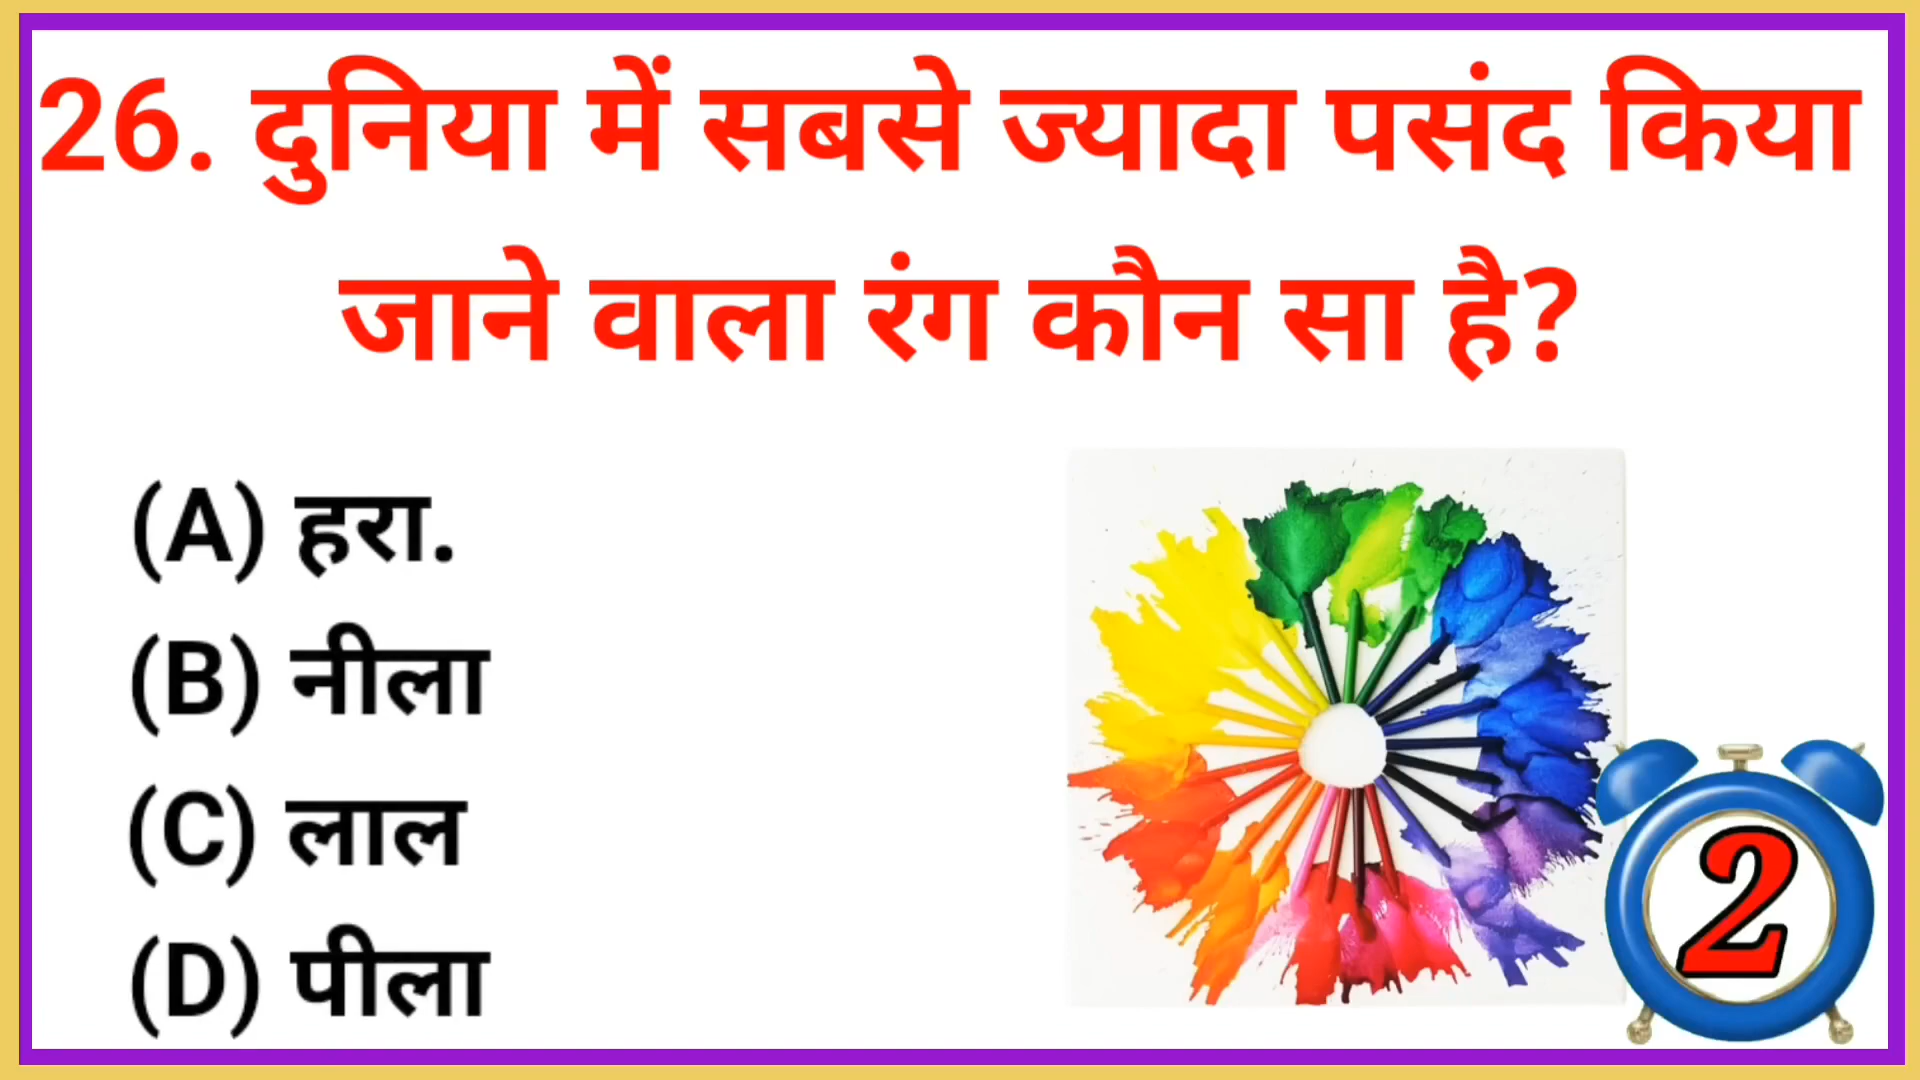 26. दुनिया में सबसे ज्यादा पसंद किया
जाने वाला रंग कौन सा है?
(A) हरा.
(B) नीला
(C) लाल
(D) पीला
2